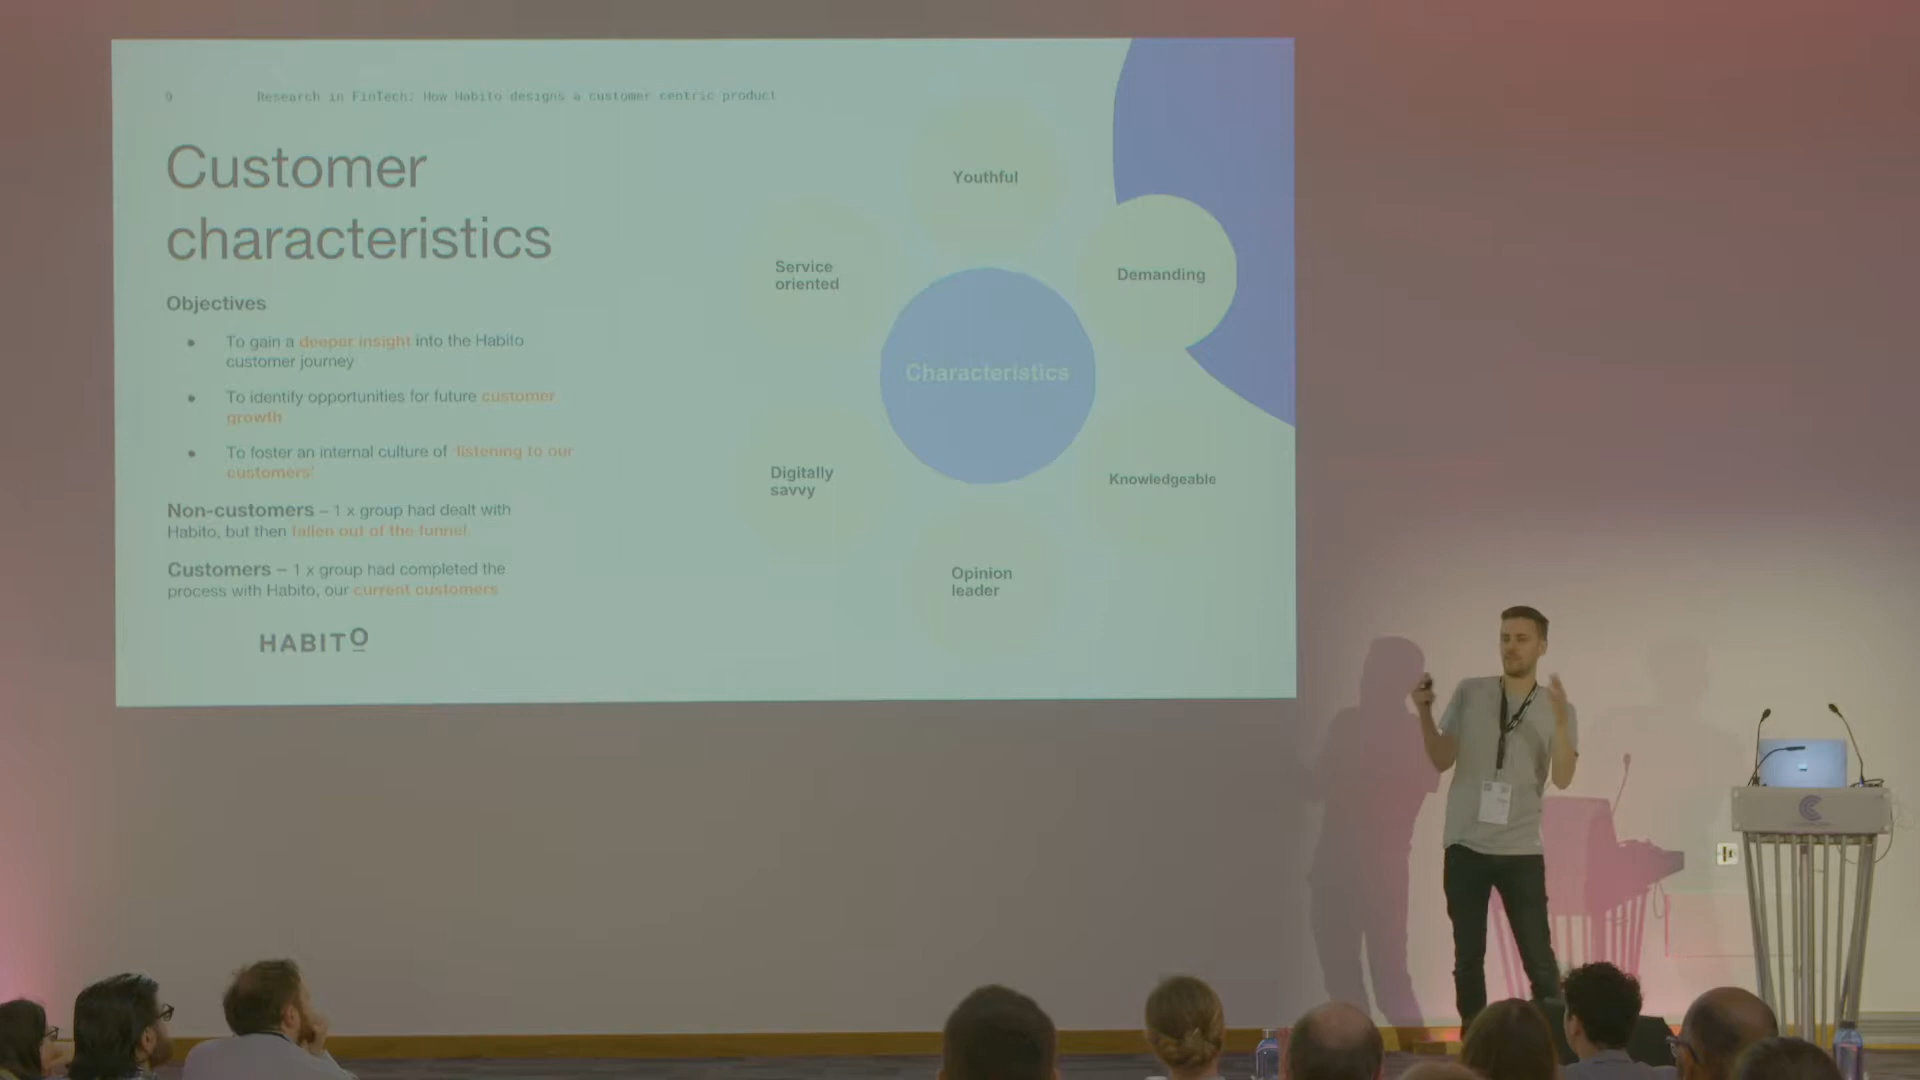 9
Research in FinTech: How Habito designs a customer centric product
Customer
characteristics
Objectives
• To gain a deeper insight into the Habito
customer journey
• To identify opportunities for future customer
growth
• To foster an internal culture of 'listening to our
customers'
Non-customers – 1 x group had dealt with
Habito, but then fallen out of the funnel
Customers – 1 x group had completed the
process with Habito, our current customers
HABITO
Youthful
Service
oriented
Demanding
Characteristics
Digitally
savvy
Knowledgeable
Opinion
leader